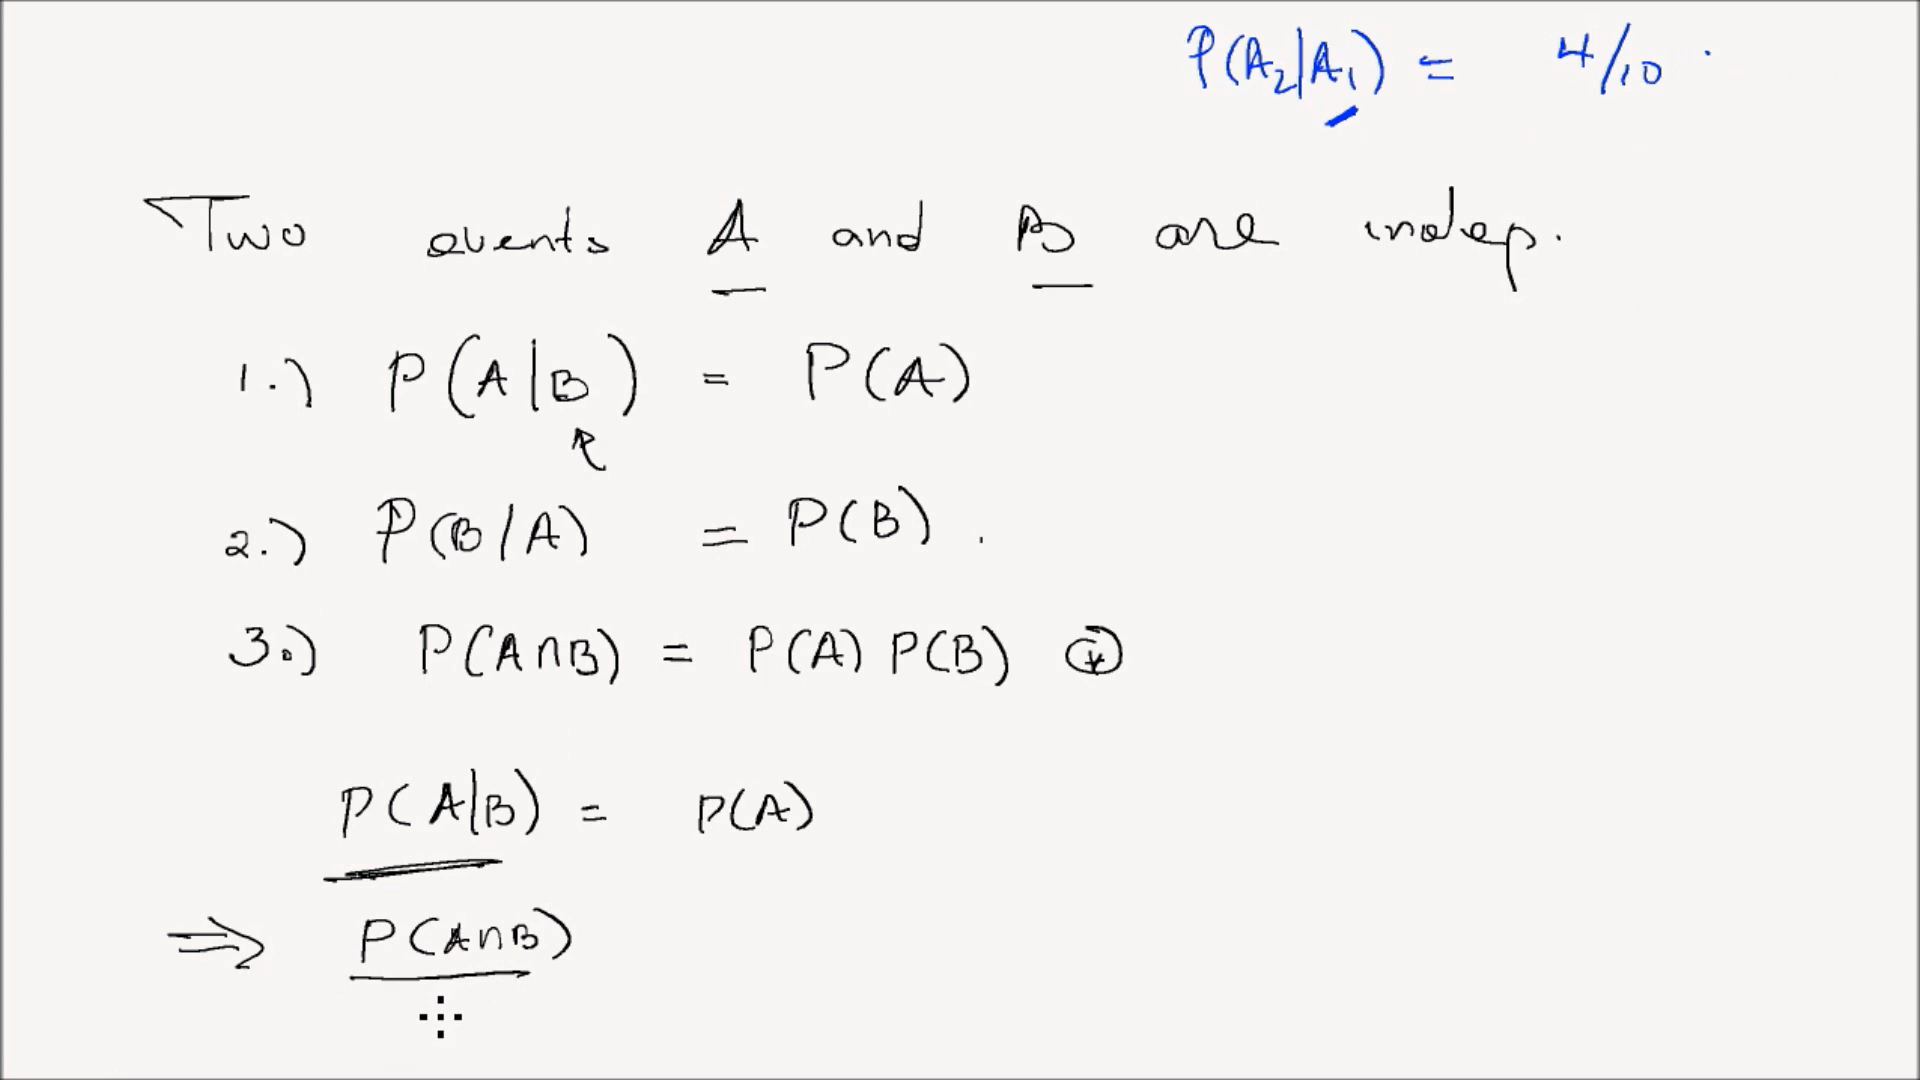 P(A₂|A₁) = 4/10 .
Two events A and B are indep.
1.) P(A|B) = P(A)
2.) P(B/A) = P(B) .
3.) P(A∩B) = P(A) P(B) ⊛
P(A|B) = P(A)
⇒ P(A∩B)